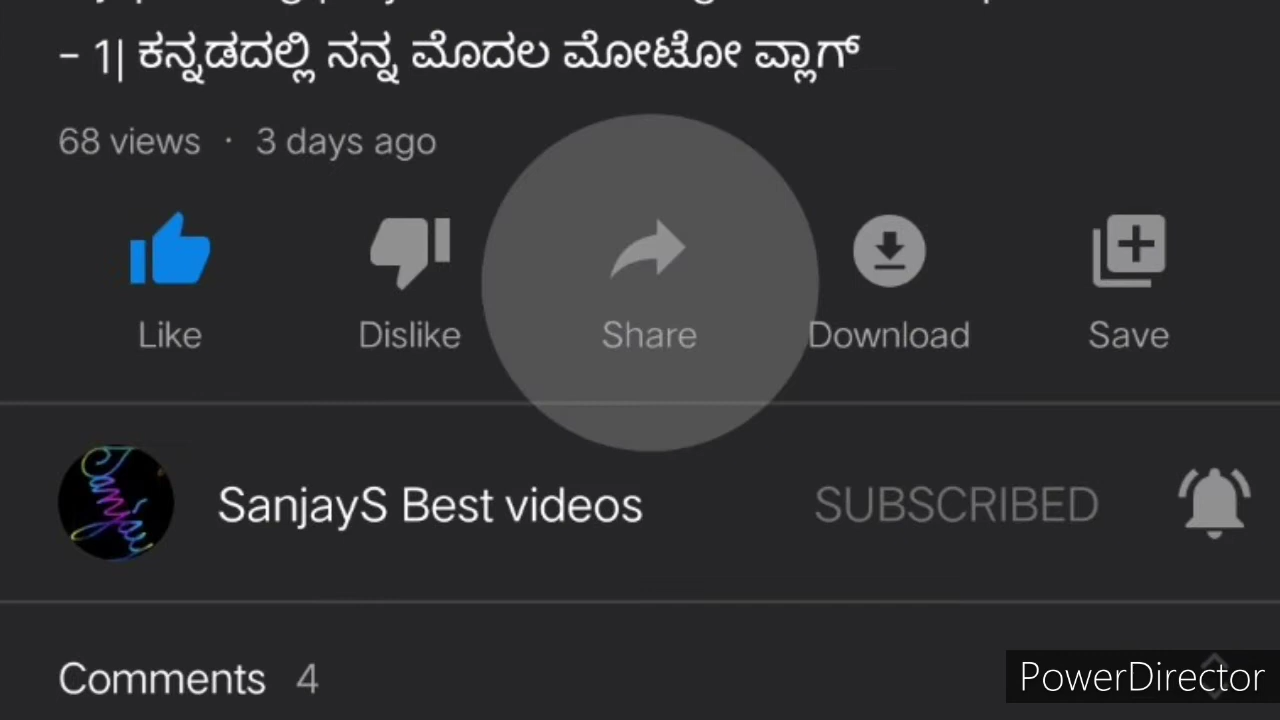 – 1| ಕನ್ನಡದಲ್ಲಿ ನನ್ನ ಮೊದಲ ಮೋಟೋ ವ್ಲಾಗ್
68 views · 3 days ago
Like Dislike Share Download Save
Sanjay
SanjayS Best videos SUBSCRIBED
Comments 4
PowerDirector